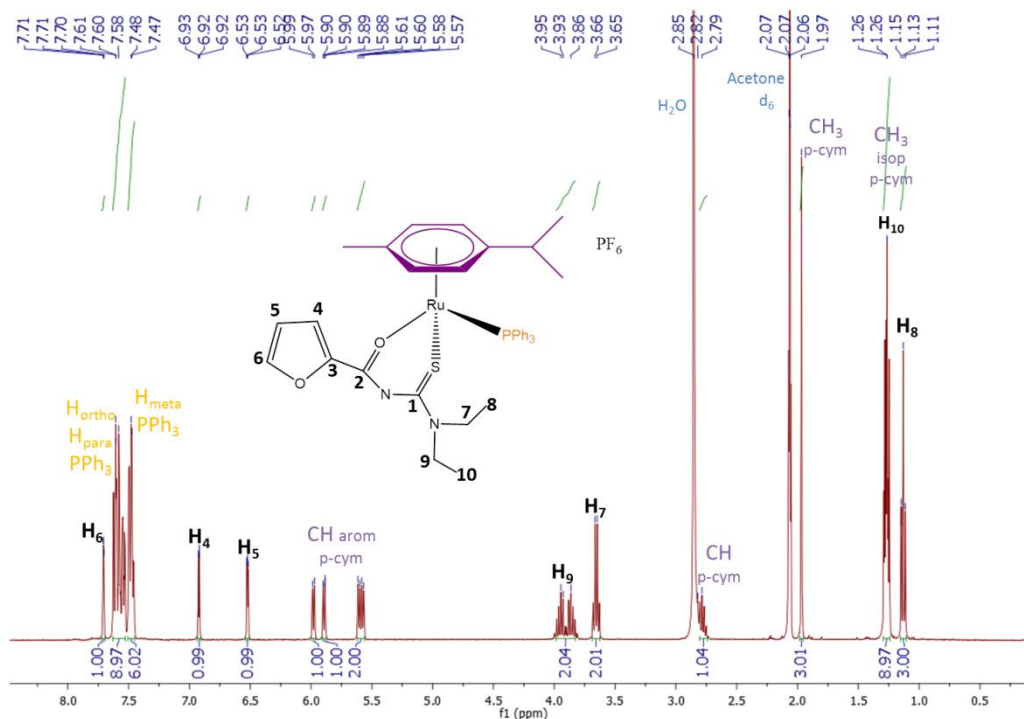 7.71 7.71 7.70 7.61 7.60 7.58 7.48 7.47 6.93 6.92 6.92 6.53 6.53 6.52 5.99 5.97 5.90 5.90 5.89 5.88 5.61 5.60 5.58 5.57 3.95 3.93 3.86 3.66 3.65 2.85 2.82 2.79 2.07 2.07 2.06 1.97 1.26 1.26 1.15 1.13 1.11
H₂O
Acetone
d₆
CH₃
p-cym
CH₃
isop
p-cym
H₁₀
PF₆
Ru
PPh₃
5 4
6 O 3 O
2 N S
1 N 7 8
9 10
H₈
H_ortho
H_para
PPh₃
H_meta
PPh₃
H₆
H₄
H₅
CH arom
p-cym
H₉
H₇
CH
p-cym
1.00 8.97 6.02 0.99 0.99 1.00 1.00 2.00 2.04 2.01 1.04 3.01 8.97 3.00
8.0 7.5 7.0 6.5 6.0 5.5 5.0 4.5 4.0 3.5 3.0 2.5 2.0 1.5 1.0 0.5
f1 (ppm)